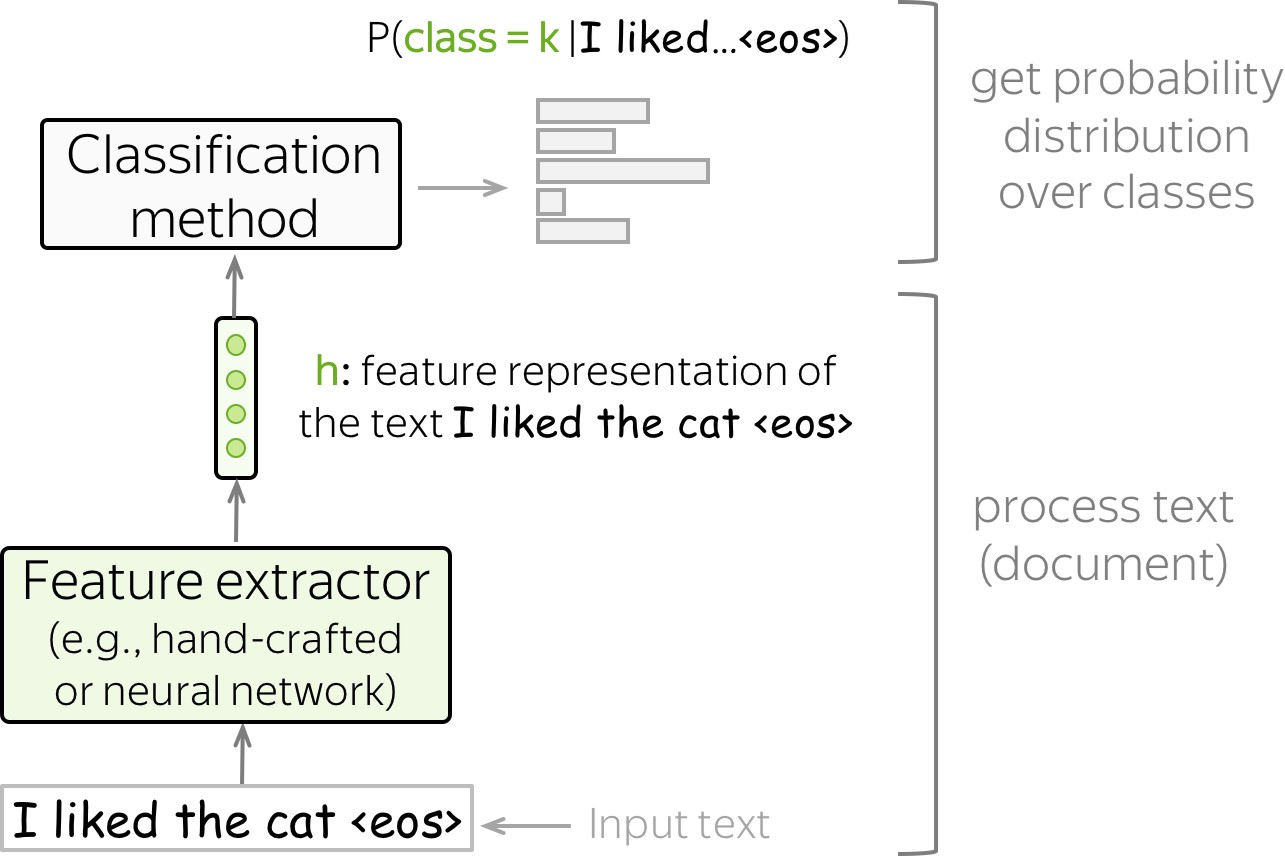 P(class = k |I liked…<eos>)
Classification
method
get probability
distribution
over classes
h: feature representation of
the text I liked the cat <eos>
Feature extractor
(e.g., hand-crafted
or neural network)
process text
(document)
I liked the cat <eos>
Input text